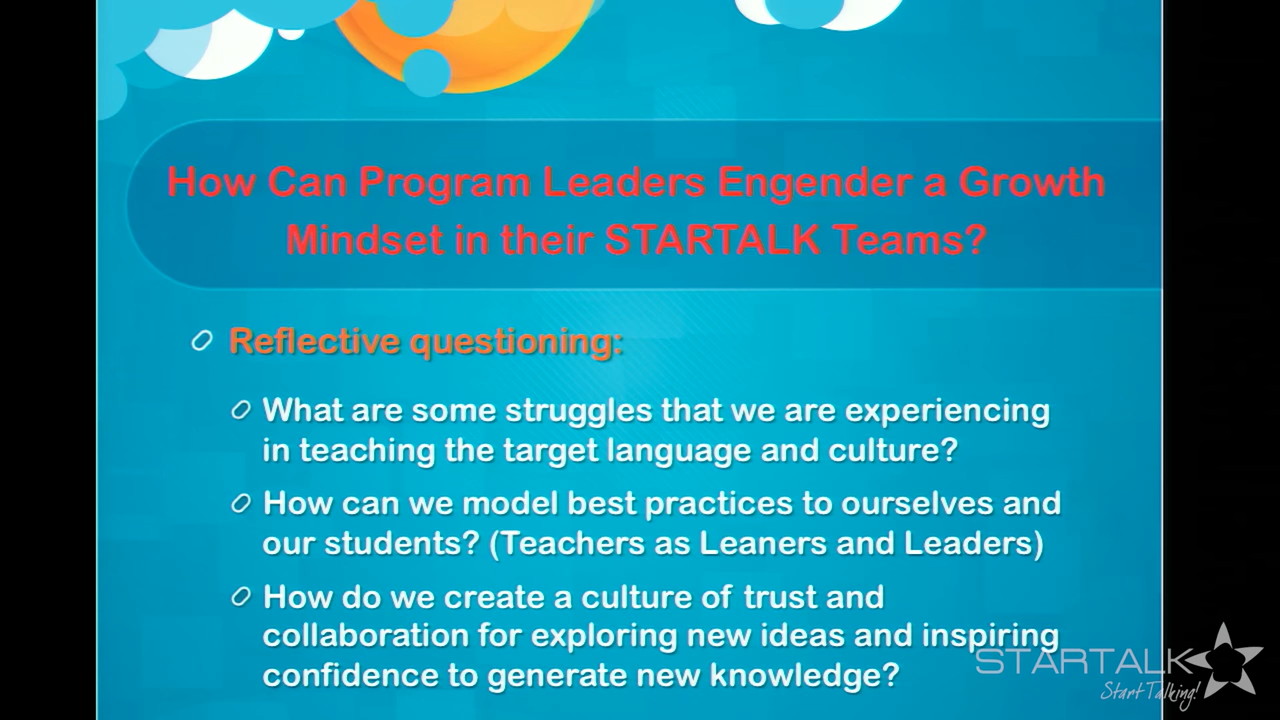 How Can Program Leaders Engender a Growth
Mindset in their STARTALK Teams?
Reflective questioning:
What are some struggles that we are experiencing
in teaching the target language and culture?
How can we model best practices to ourselves and
our students? (Teachers as Leaners and Leaders)
How do we create a culture of trust and
collaboration for exploring new ideas and inspiring
confidence to generate new knowledge?
STARTALK
Start Talking!